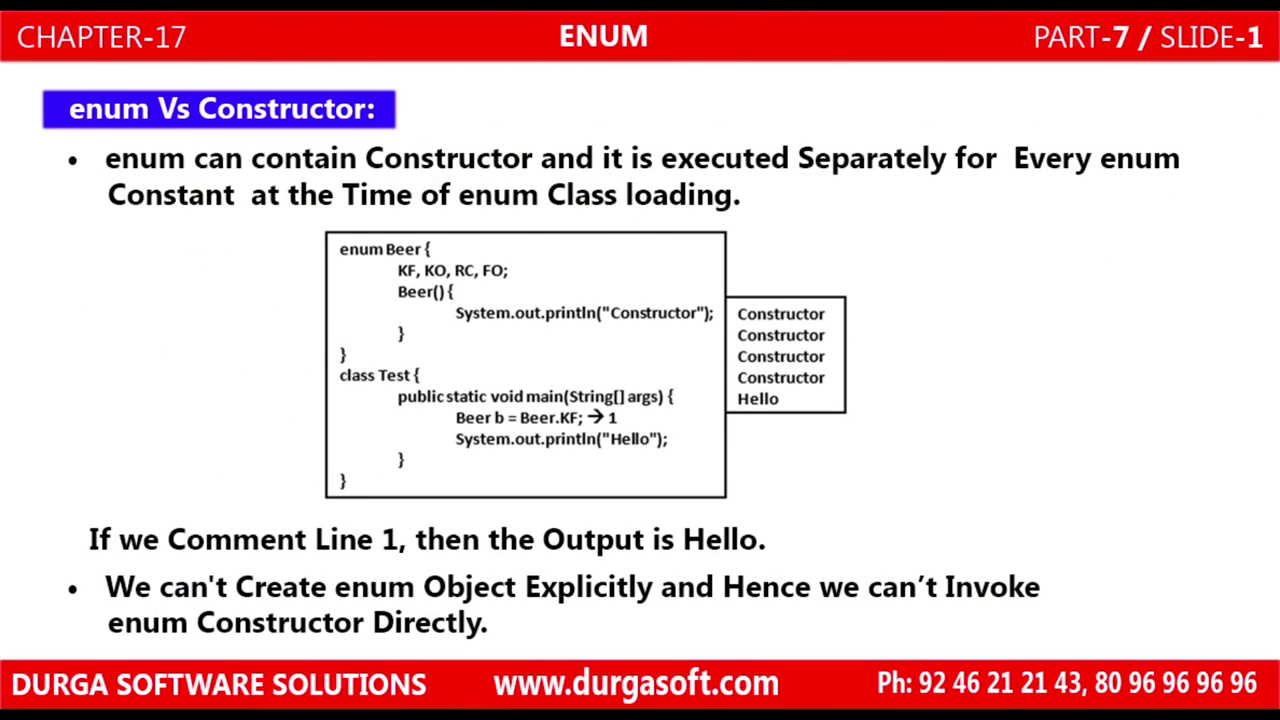 CHAPTER-17 ENUM PART-7 / SLIDE-1
enum Vs Constructor:
• enum can contain Constructor and it is executed Separately for Every enum
Constant at the Time of enum Class loading.
enum Beer {
KF, KO, RC, FO;
Beer() {
System.out.println("Constructor");
}
}
class Test {
public static void main(String[] args) {
Beer b = Beer.KF; → 1
System.out.println("Hello");
}
}
Constructor
Constructor
Constructor
Constructor
Hello
If we Comment Line 1, then the Output is Hello.
• We can't Create enum Object Explicitly and Hence we can’t Invoke
enum Constructor Directly.
DURGA SOFTWARE SOLUTIONS www.durgasoft.com Ph: 92 46 21 21 43, 80 96 96 96 96